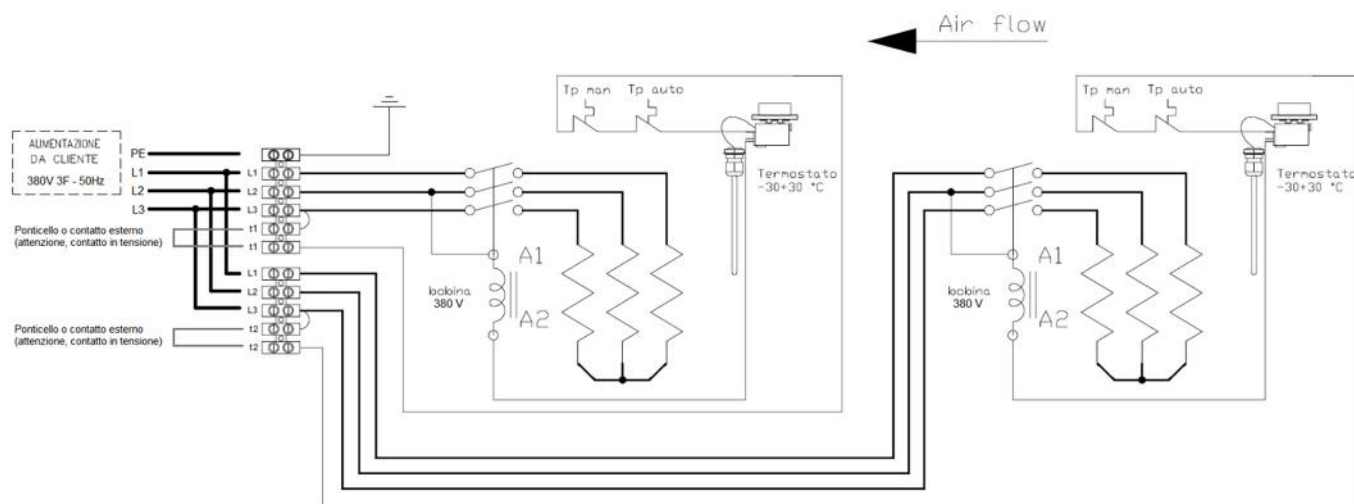 Air flow
Tp man Tp auto
Tp man Tp auto
ALIMENTAZIONE
DA CLIENTE
380V 3F - 50Hz
PE
L1
L2
L3
L1
L2
L3
t1
t1
Ponticello o contatto esterno
(attenzione, contatto in tensione)
L1
L2
L3
t2
t2
Ponticello o contatto esterno
(attenzione, contatto in tensione)
Termostato
-30+30 °C
Termostato
-30+30 °C
A1
bobina
380 V
A2
A1
bobina
380 V
A2